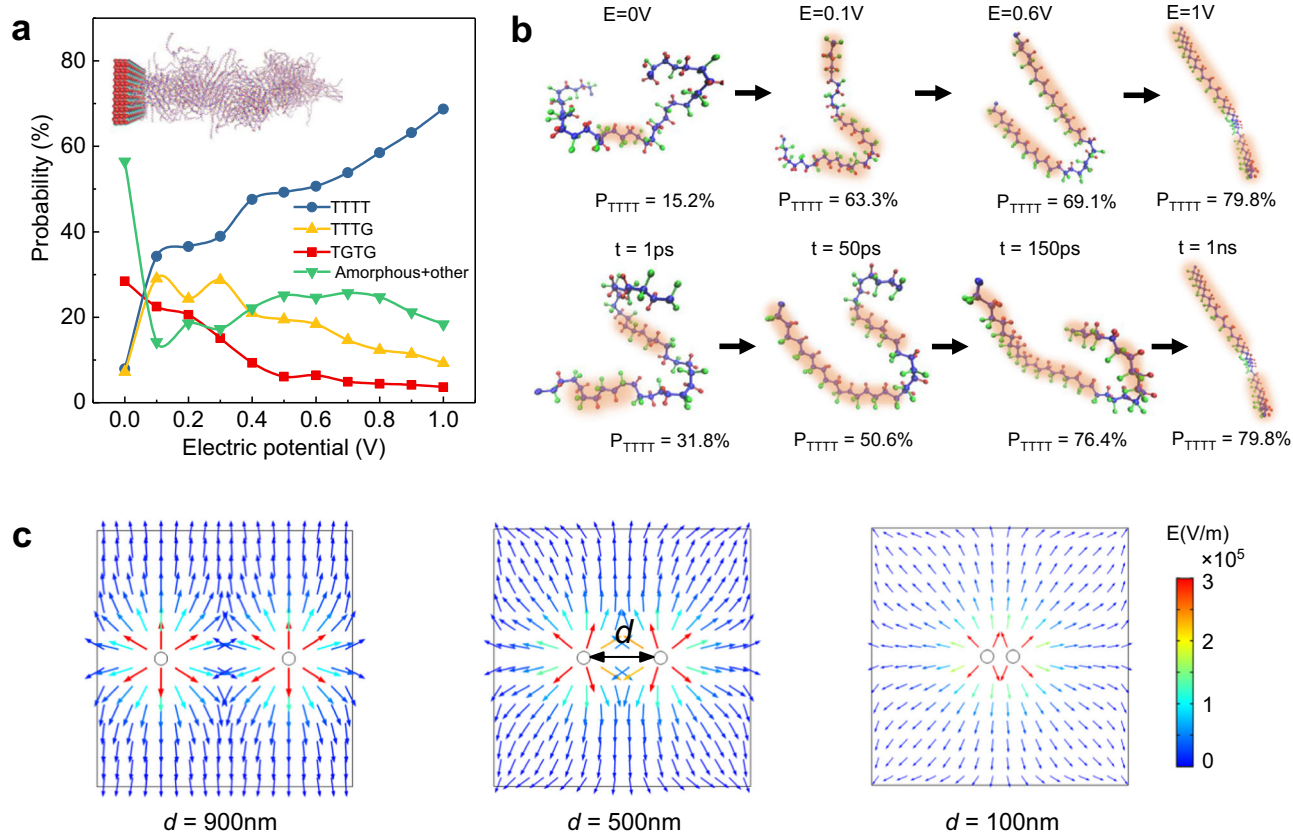 a
Probability (%)
80
60
40
20
0
0.0 0.2 0.4 0.6 0.8 1.0
Electric potential (V)
TTTT
TTTG
TGTG
Amorphous+other
b
E=0V E=0.1V E=0.6V E=1V
P_TTTT = 15.2% P_TTTT = 63.3% P_TTTT = 69.1% P_TTTT = 79.8%
t = 1ps t = 50ps t = 150ps t = 1ns
P_TTTT = 31.8% P_TTTT = 50.6% P_TTTT = 76.4% P_TTTT = 79.8%
c
d
d = 900nm d = 500nm d = 100nm
E(V/m)
×10⁵
3
2
1
0